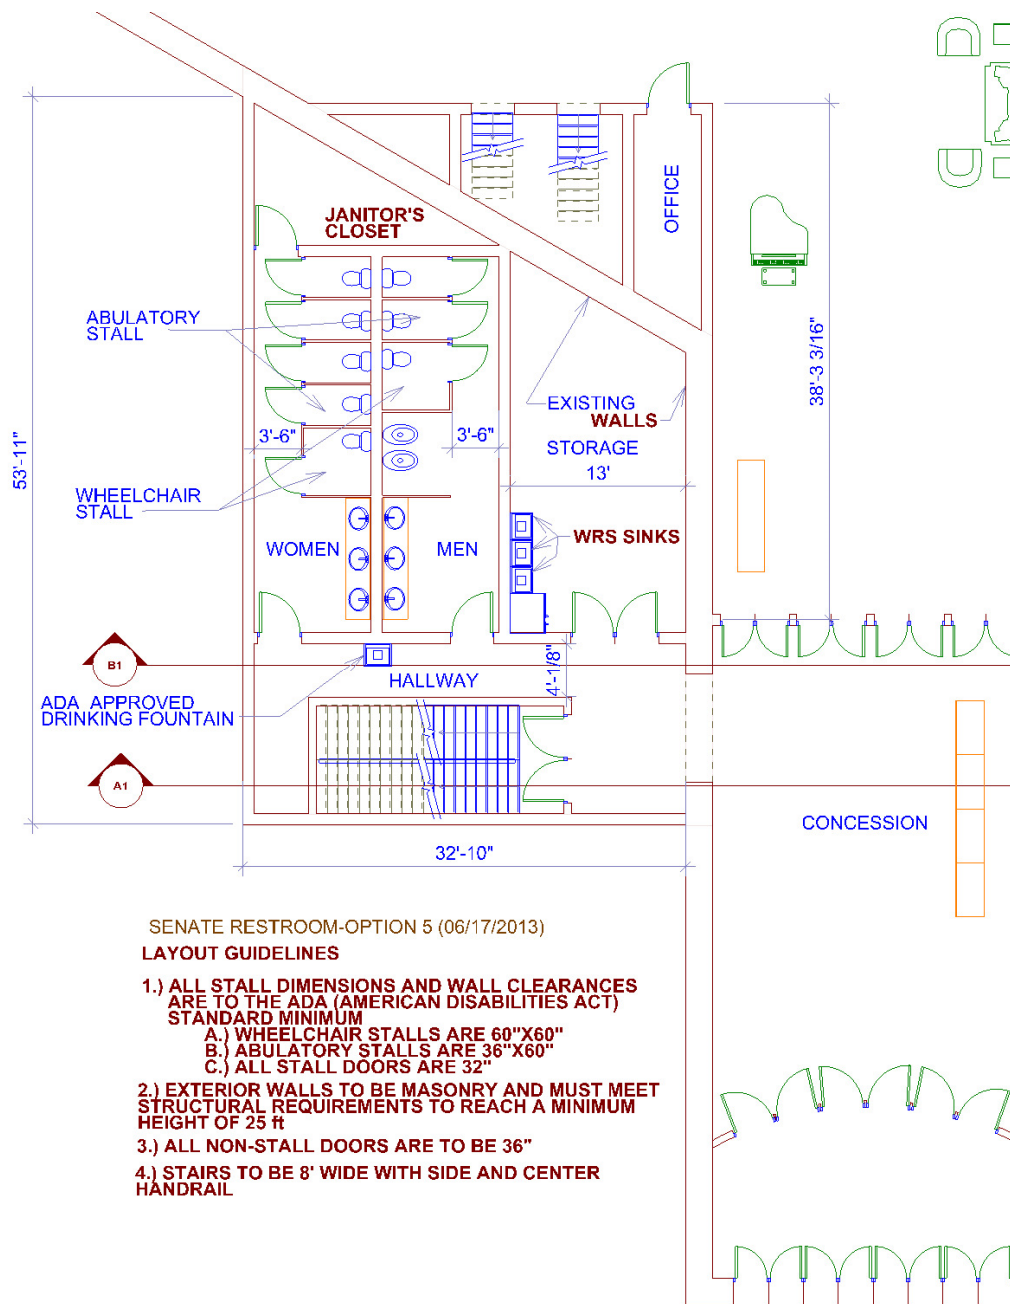 JANITOR'S
CLOSET
OFFICE
ABULATORY
STALL
38'-3 3/16"
EXISTING
WALLS
3'-6"
3'-6"
STORAGE
13'
53'-11"
WHEELCHAIR
STALL
WRS SINKS
WOMEN
MEN
B1
4'-1/8"
HALLWAY
ADA APPROVED
DRINKING FOUNTAIN
A1
CONCESSION
32'-10"
SENATE RESTROOM-OPTION 5 (06/17/2013)
LAYOUT GUIDELINES
1.) ALL STALL DIMENSIONS AND WALL CLEARANCES
ARE TO THE ADA (AMERICAN DISABILITIES ACT)
STANDARD MINIMUM
A.) WHEELCHAIR STALLS ARE 60"X60"
B.) ABULATORY STALLS ARE 36"X60"
C.) ALL STALL DOORS ARE 32"
2.) EXTERIOR WALLS TO BE MASONRY AND MUST MEET
STRUCTURAL REQUIREMENTS TO REACH A MINIMUM
HEIGHT OF 25 ft
3.) ALL NON-STALL DOORS ARE TO BE 36"
4.) STAIRS TO BE 8' WIDE WITH SIDE AND CENTER
HANDRAIL